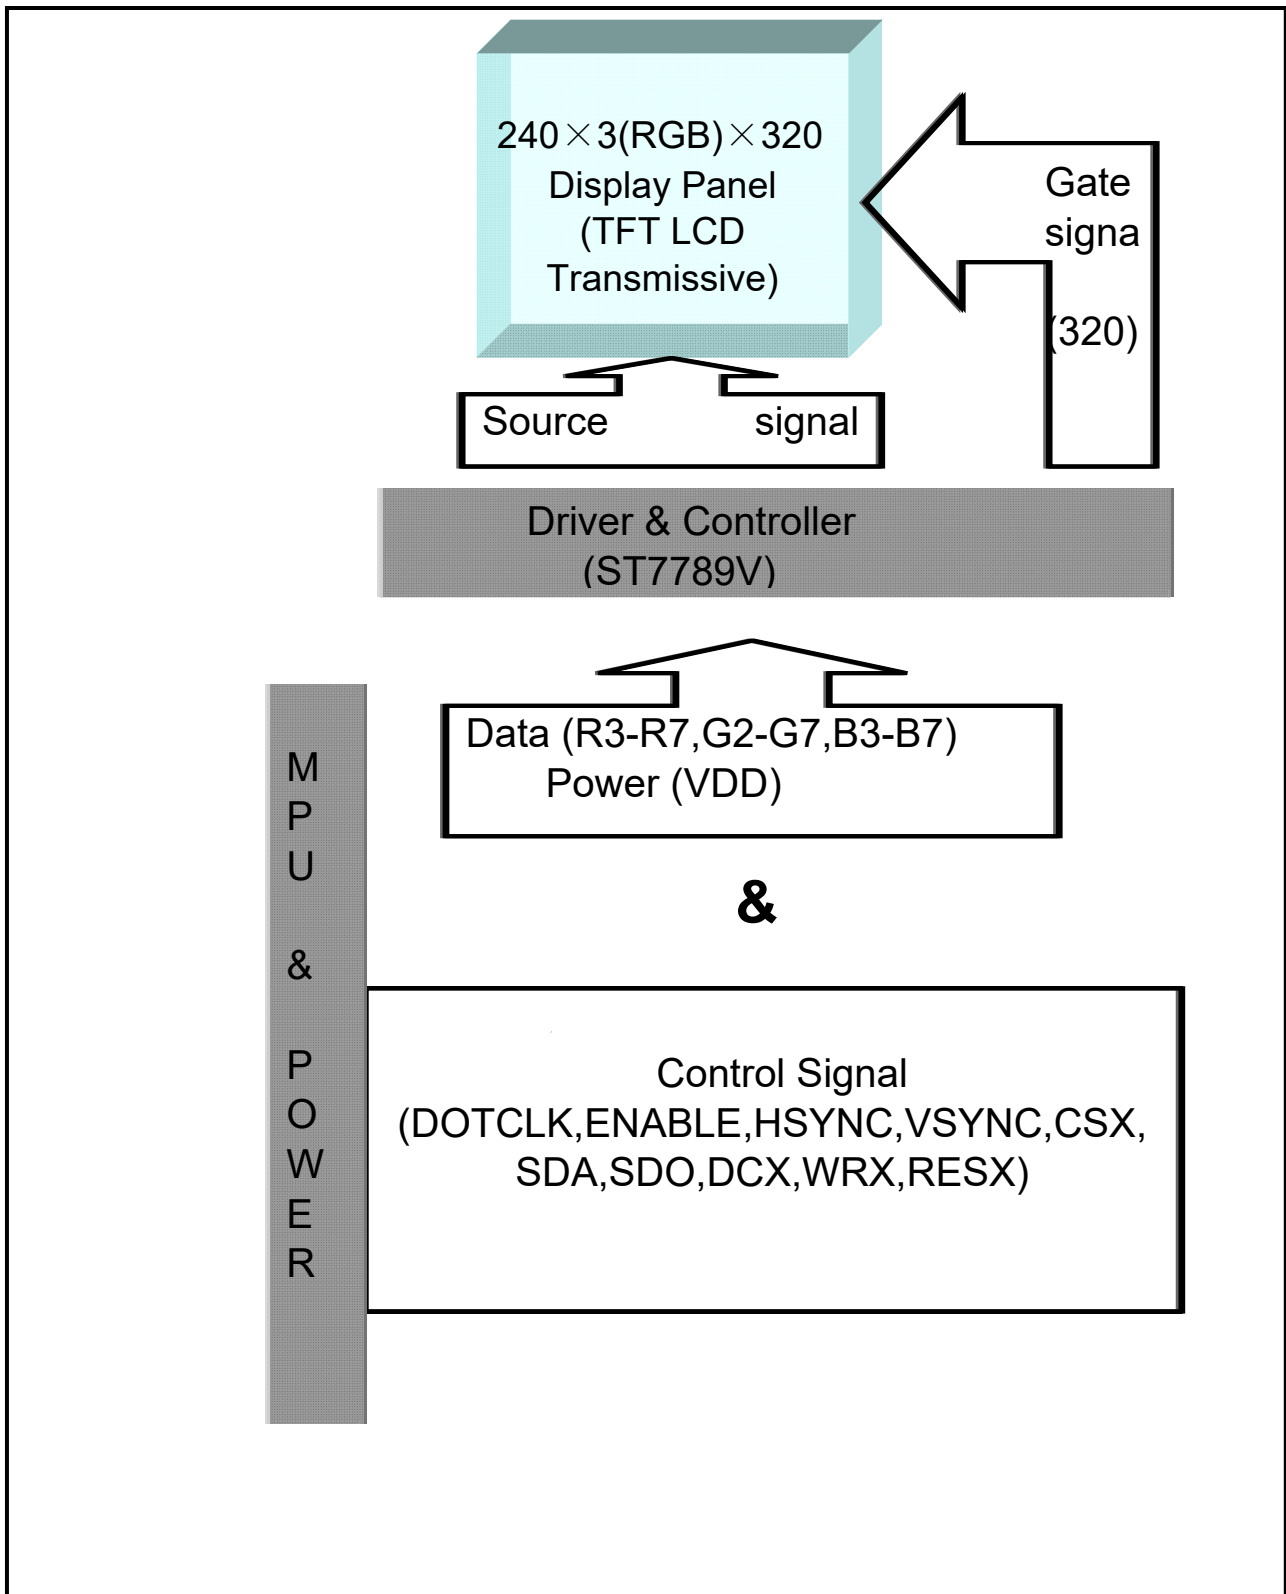 240×3(RGB)×320
Display Panel
(TFT LCD
Transmissive)
Gate
signa
(320)
Source signal
Driver & Controller
(ST7789V)
Data (R3-R7,G2-G7,B3-B7)
Power (VDD)
&
M
P
U
&
P
O
W
E
R
Control Signal
(DOTCLK,ENABLE,HSYNC,VSYNC,CSX,
SDA,SDO,DCX,WRX,RESX)